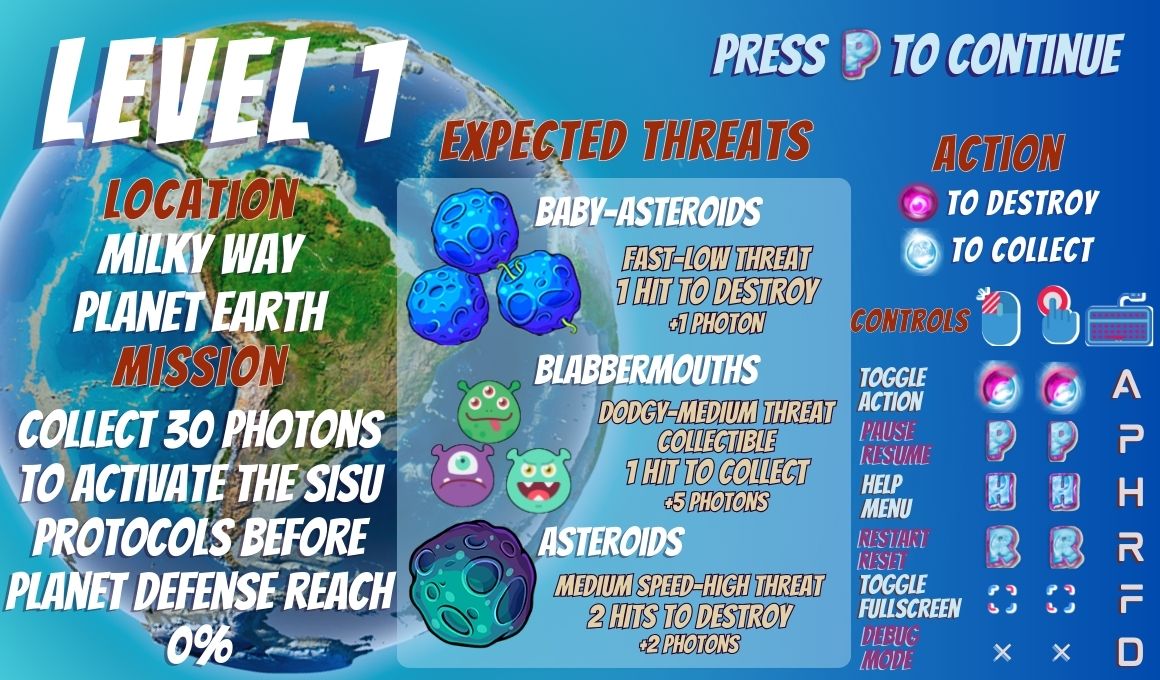 LEVEL 1
LOCATION
MILKY WAY
PLANET EARTH
MISSION
COLLECT 30 PHOTONS
TO ACTIVATE THE SISU
PROTOCOLS BEFORE
PLANET DEFENSE REACH
0%
EXPECTED THREATS
BABY-ASTEROIDS
FAST-LOW THREAT
1 HIT TO DESTROY
+1 PHOTON
BLABBERMOUTHS
DODGY-MEDIUM THREAT
COLLECTIBLE
1 HIT TO COLLECT
+5 PHOTONS
ASTEROIDS
MEDIUM SPEED-HIGH THREAT
2 HITS TO DESTROY
+2 PHOTONS
PRESS P TO CONTINUE
ACTION
TO DESTROY
TO COLLECT
CONTROLS
TOGGLE
ACTION A
PAUSE
RESUME P P P
HELP
MENU H H H
RESTART
RESET R R R
TOGGLE
FULLSCREEN F
DEBUG
MODE × × D